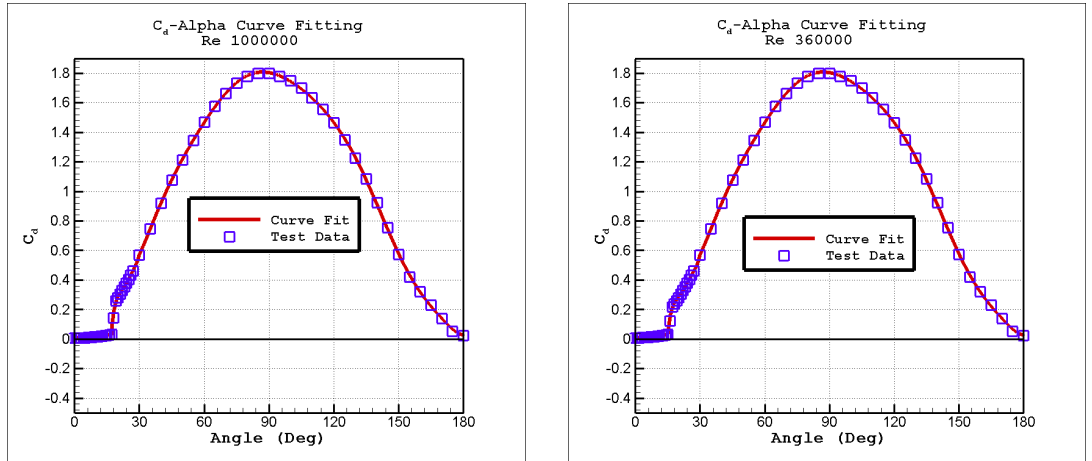 C_d-Alpha Curve Fitting
Re 1000000
1.8
1.6
1.4
1.2
1
0.8
0.6
0.4
0.2
0
-0.2
-0.4
C_d
Curve Fit
Test Data
0 30 60 90 120 150 180
Angle (Deg)
C_d-Alpha Curve Fitting
Re 360000
1.8
1.6
1.4
1.2
1
0.8
0.6
0.4
0.2
0
-0.2
-0.4
C_d
Curve Fit
Test Data
0 30 60 90 120 150 180
Angle (Deg)